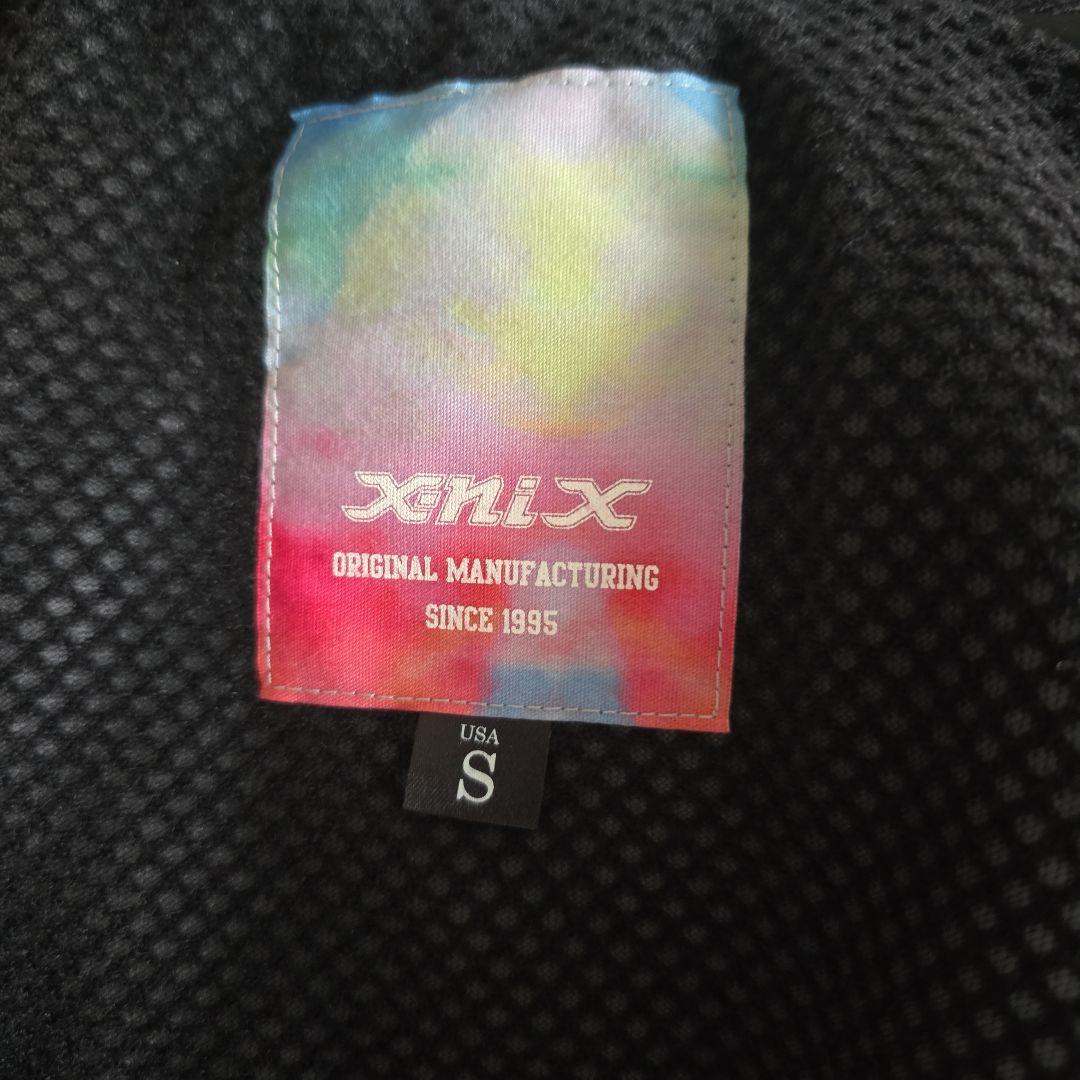 X-niX
ORIGINAL MANUFACTURING
SINCE 1995
USA
S